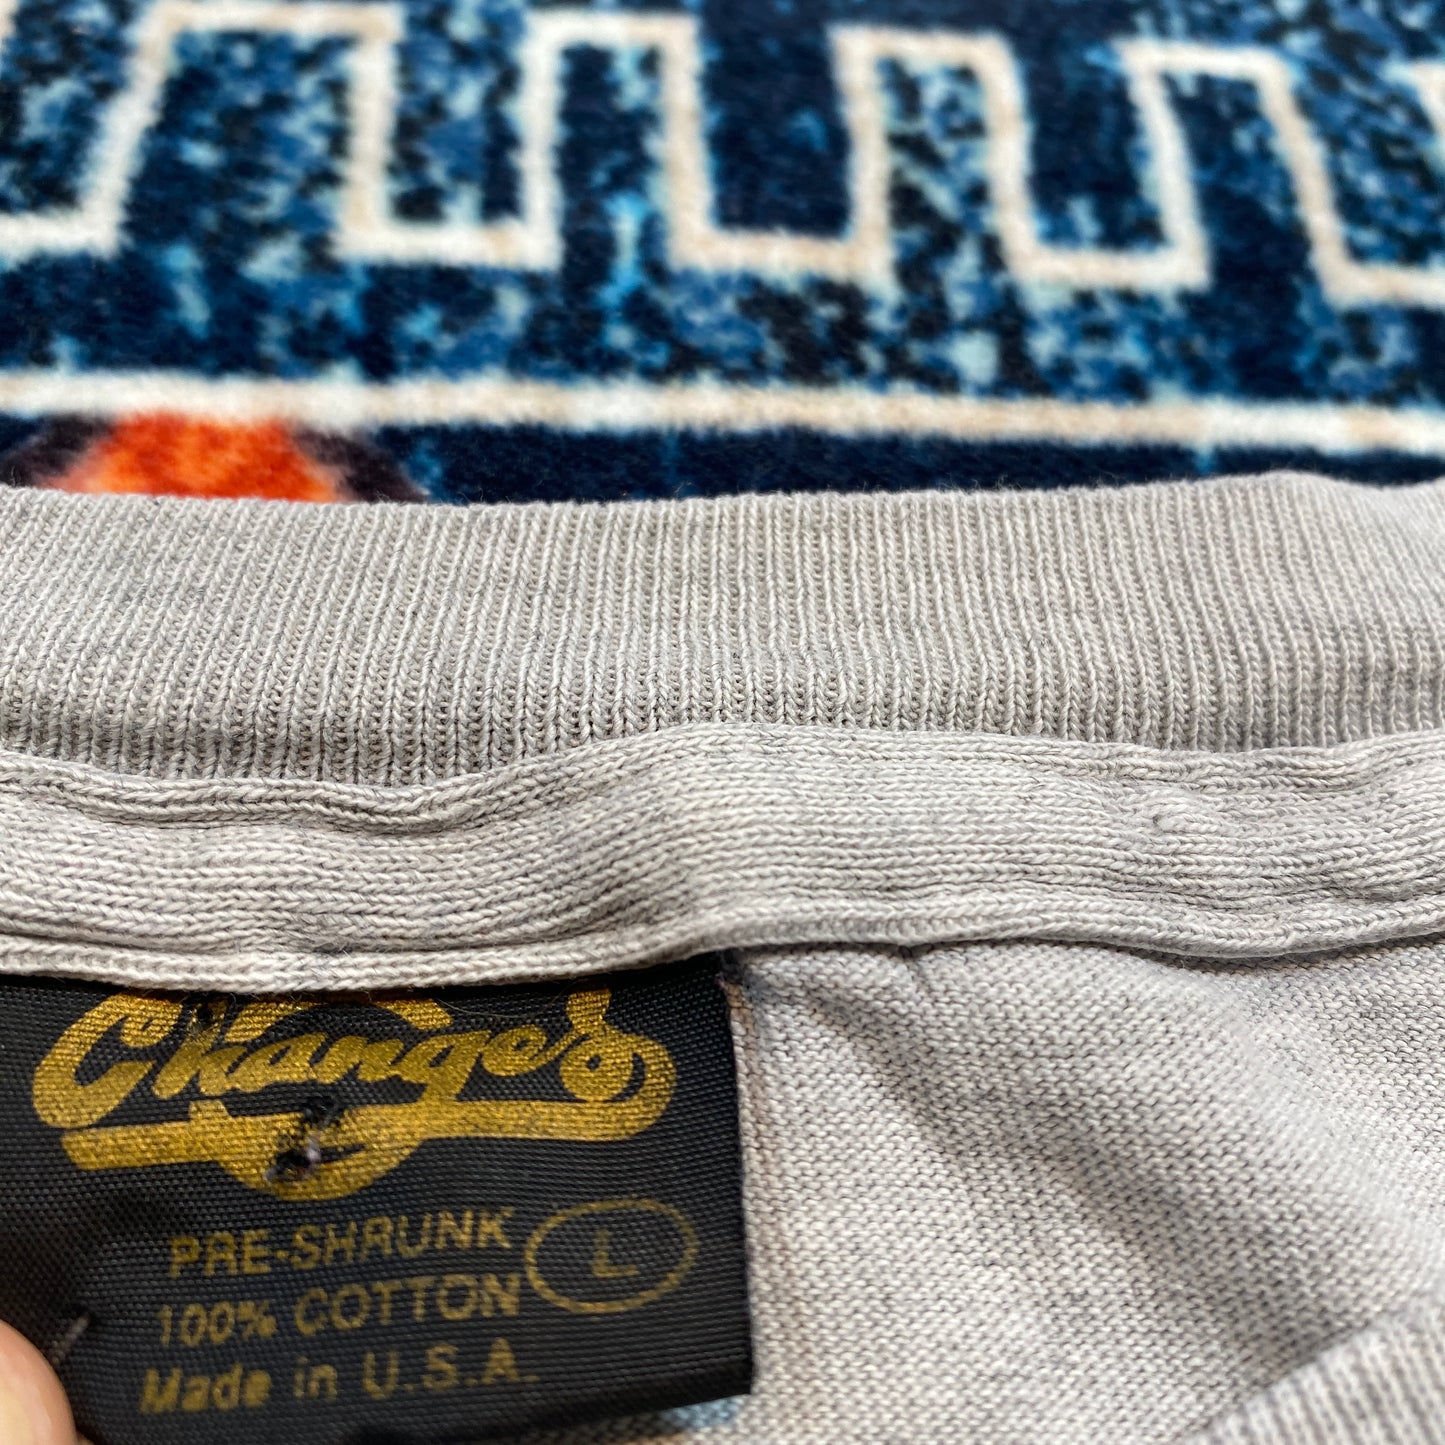 Changes
PRE-SHRUNK L
100% COTTON
Made in U.S.A.